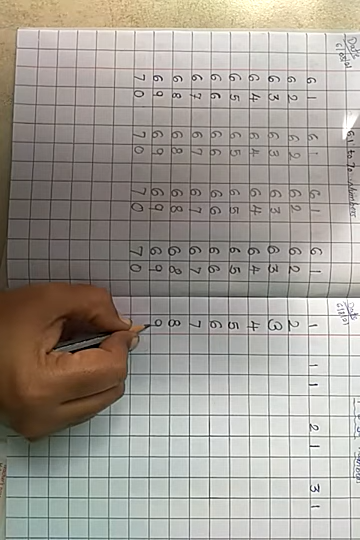 Date
61 to 70 Numbers
61 61 61 61
62 62 62 62
63 63 63 63
64 64 64 64
65 65 65 65
66 66 66 66
67 67 67 67
68 68 68 68
69 69 69 69
70 70 70 70
Date
1 11 21 31
2
3
4
5
6
7
8
9